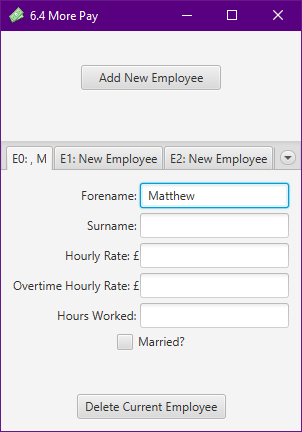 6.4 More Pay
Add New Employee
E0: , M
E1: New Employee
E2: New Employee
Forename: Matthew
Surname:
Hourly Rate: £
Overtime Hourly Rate: £
Hours Worked:
Married?
Delete Current Employee